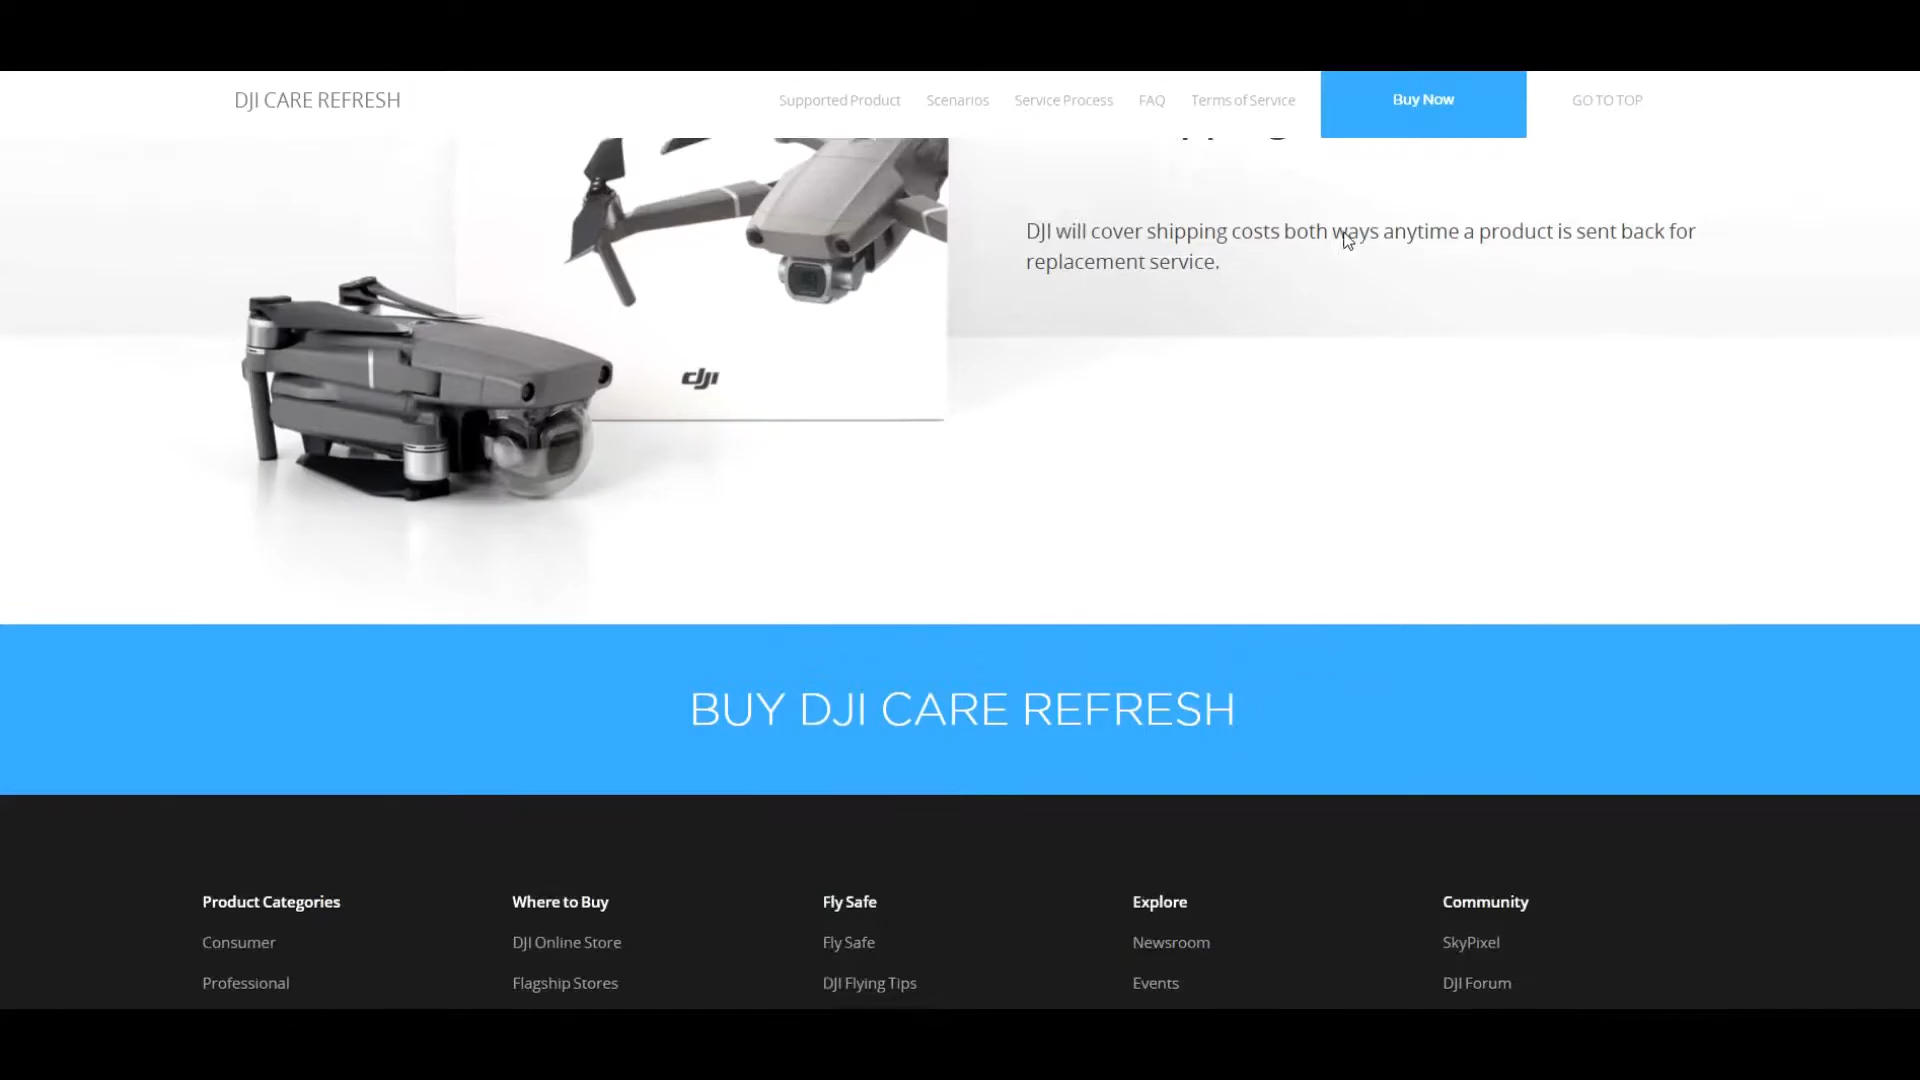 DJI CARE REFRESH
Supported Product
Scenarios
Service Process
FAQ
Terms of Service
Buy Now
GO TO TOP
DJI will cover shipping costs both ways anytime a product is sent back for
replacement service.
dji
BUY DJI CARE REFRESH
Product Categories
Consumer
Professional
Where to Buy
DJI Online Store
Flagship Stores
Fly Safe
Fly Safe
DJI Flying Tips
Explore
Newsroom
Events
Community
SkyPixel
DJI Forum